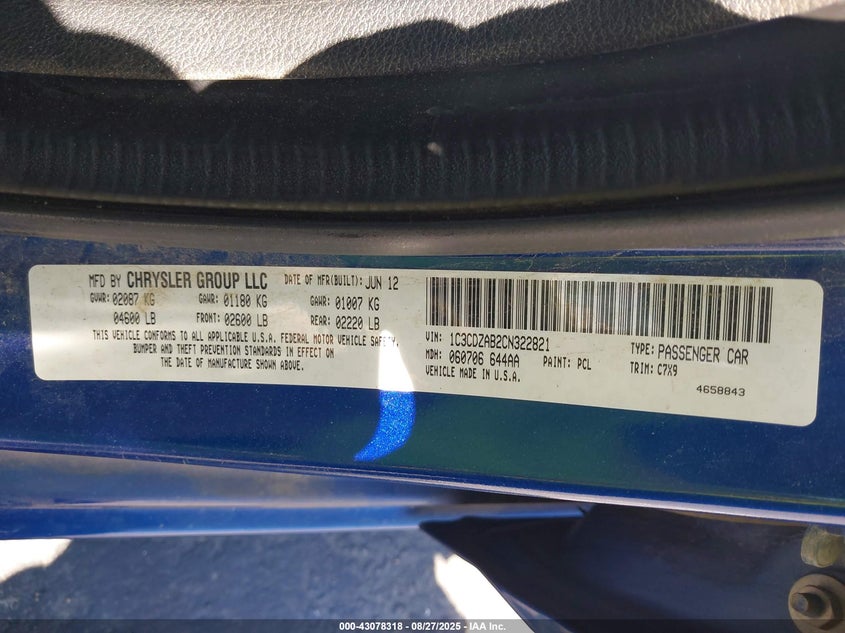 MFD BY CHRYSLER GROUP LLC DATE OF MFR(BUILT): JUN 12
GVWR: 02087 KG GAWR: 01180 KG GAWR: 01007 KG
04600 LB FRONT: 02600 LB REAR: 02220 LB
THIS VEHICLE CONFORMS TO ALL APPLICABLE U.S.A. FEDERAL MOTOR VEHICLE SAFETY,
BUMPER AND THEFT PREVENTION STANDARDS IN EFFECT ON
THE DATE OF MANUFACTURE SHOWN ABOVE.
VIN: 1C3CDZAB2CN322821 TYPE: PASSENGER CAR
MDH: 060706 644AA PAINT: PCL TRIM: C7X9
VEHICLE MADE IN U.S.A.
4658843
000-43078318 - 08/27/2025 - IAA Inc.